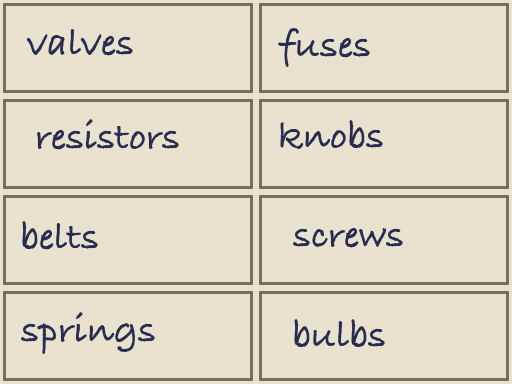 valves
fuses
resistors
knobs
belts
screws
springs
bulbs